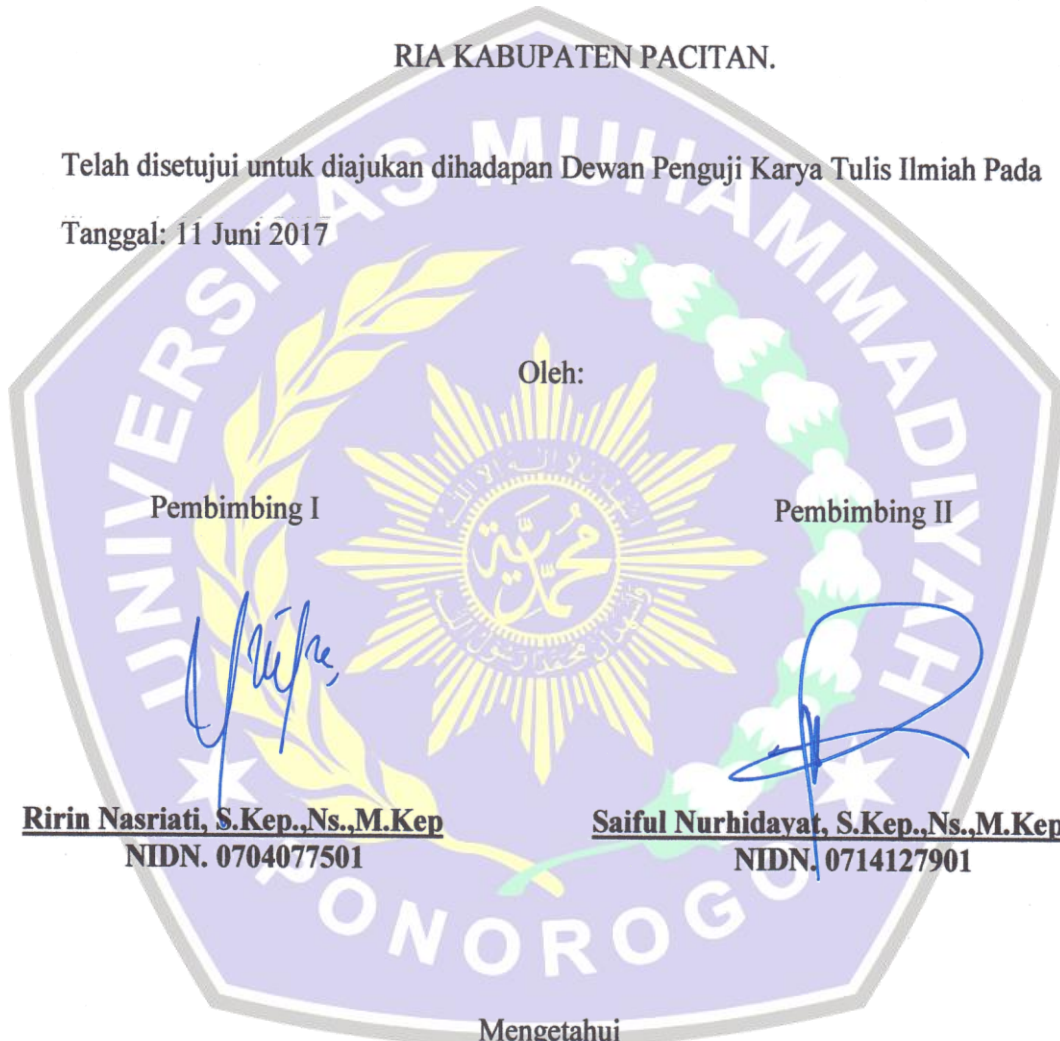 RIA KABUPATEN PACITAN.
Telah disetujui untuk diajukan dihadapan Dewan Penguji Karya Tulis Ilmiah Pada
Tanggal: 11 Juni 2017
Oleh:
Pembimbing I
Pembimbing II
Ririn Nasriati, S.Kep.,Ns.,M.Kep
NIDN. 0704077501
Saiful Nurhidayat, S.Kep.,Ns.,M.Kep
NIDN. 0714127901
Mengetahui
UNIVERSITAS MUHAMMADIYAH
PONOROGO
محمدية